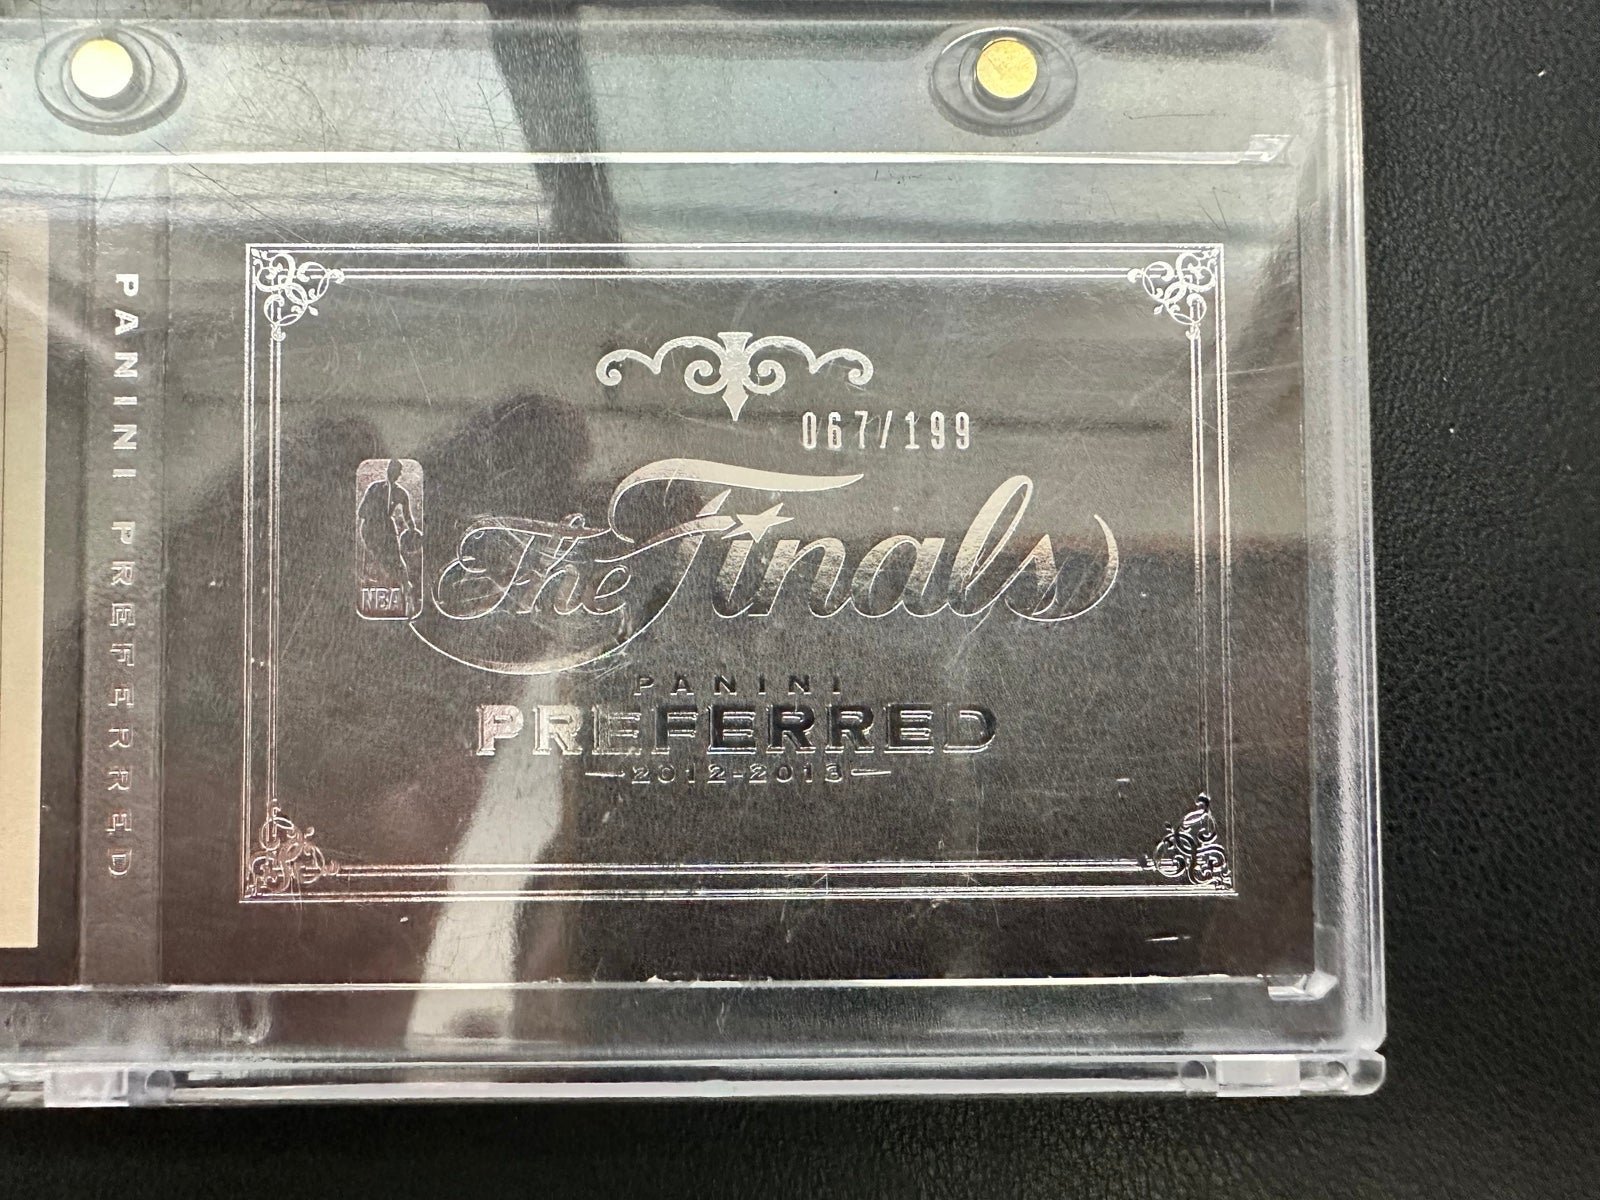 PANINI PREFERRED
067/199
NBA
The Finals
PANINI
PREFERRED
2012-2013